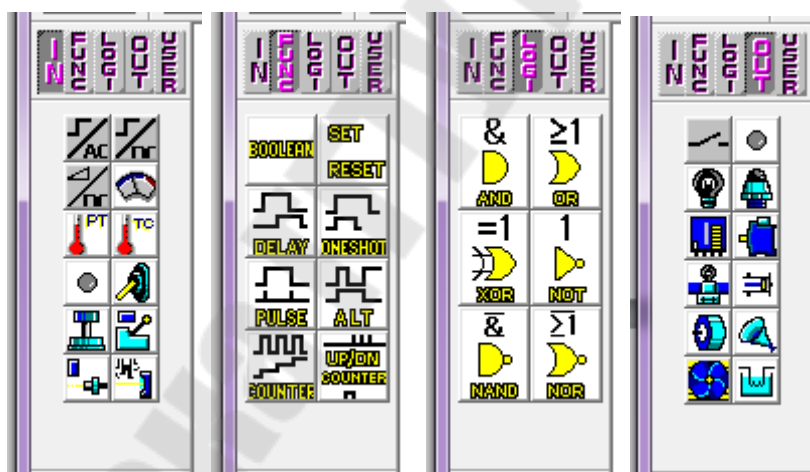 IN FUNC LOGI OUT USER
AC DC
DC
PT TC
IN FUNC LOGI OUT USER
BOOLEAN SET
RESET
DELAY ONESHOT
PULSE ALT
COUNTER UP/DN
COUNTER
IN FUNC LOGI OUT USER
& ≥1
AND OR
=1 1
XOR NOT
& ≥1
NAND NOR
IN FUNC LOGI OUT USER